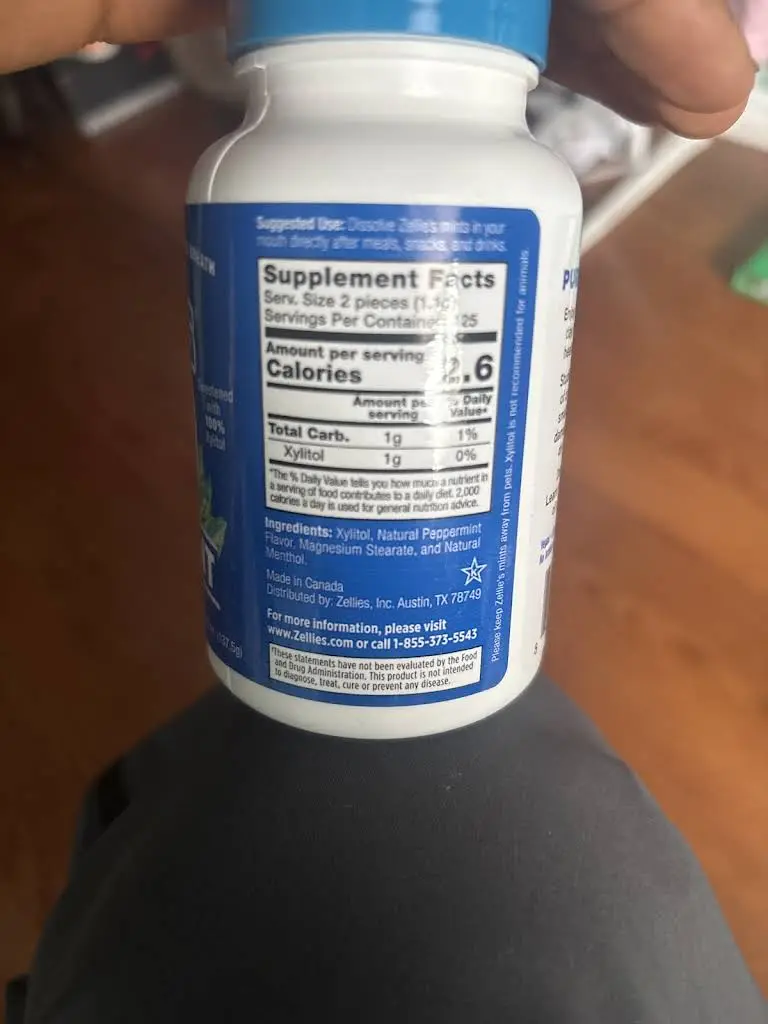 BREATH
Sweetened
with
100%
Xylitol
Suggested Use: Dissolve Zellie's mints in your
mouth directly after meals, snacks, and drinks.
Supplement Facts
Serv. Size 2 pieces (1.1g)
Servings Per Container 25
Amount per serving
Calories .6
Amount per % Daily
serving Value*
Total Carb. 1g 1%
Xylitol 1g 0%
*The % Daily Value tells you how much a nutrient in
a serving of food contributes to a daily diet. 2,000
calories a day is used for general nutrition advice.
Ingredients: Xylitol, Natural Peppermint
Flavor, Magnesium Stearate, and Natural
Menthol.
Made in Canada
Distributed by: Zellies, Inc. Austin, TX 78749
K
For more information, please visit
www.Zellies.com or call 1-855-373-5543
*These statements have not been evaluated by the Food
and Drug Administration. This product is not intended
to diagnose, treat, cure or prevent any disease.
Please keep Zellie's mints away from pets. Xylitol is not recommended for animals.